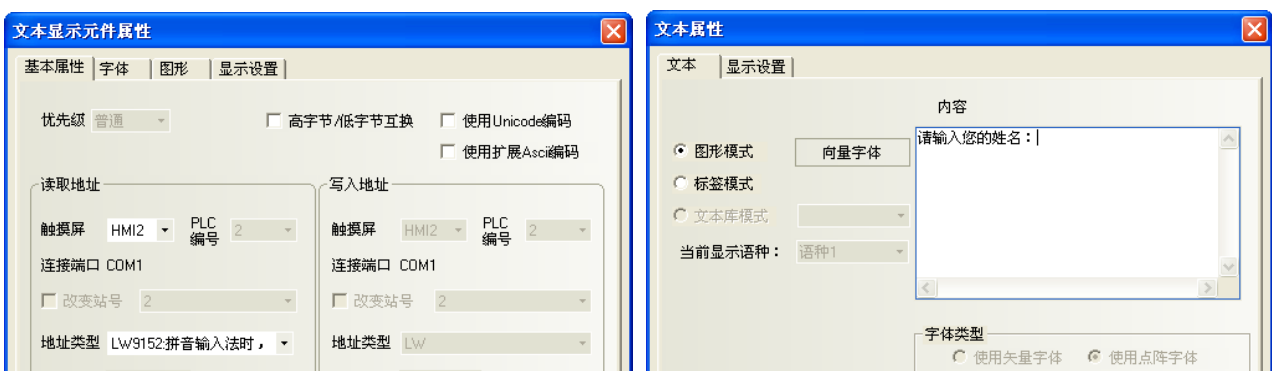 文本显示元件属性
基本属性 字体 图形 显示设置
优先级 普通 高字节/低字节互换 使用Unicode编码
使用扩展Ascii编码
读取地址 写入地址
触摸屏 HMI2 PLC编号 2 触摸屏 HMI2 PLC编号 2
连接端口 COM1 连接端口 COM1
改变站号 2 改变站号 2
地址类型 LW9152:拼音输入法时， 地址类型 LW
文本属性
文本 显示设置
内容
请输入您的姓名：
图形模式 向量字体
标签模式
文本库模式
当前显示语种： 语种1
字体类型
使用矢量字体 使用点阵字体